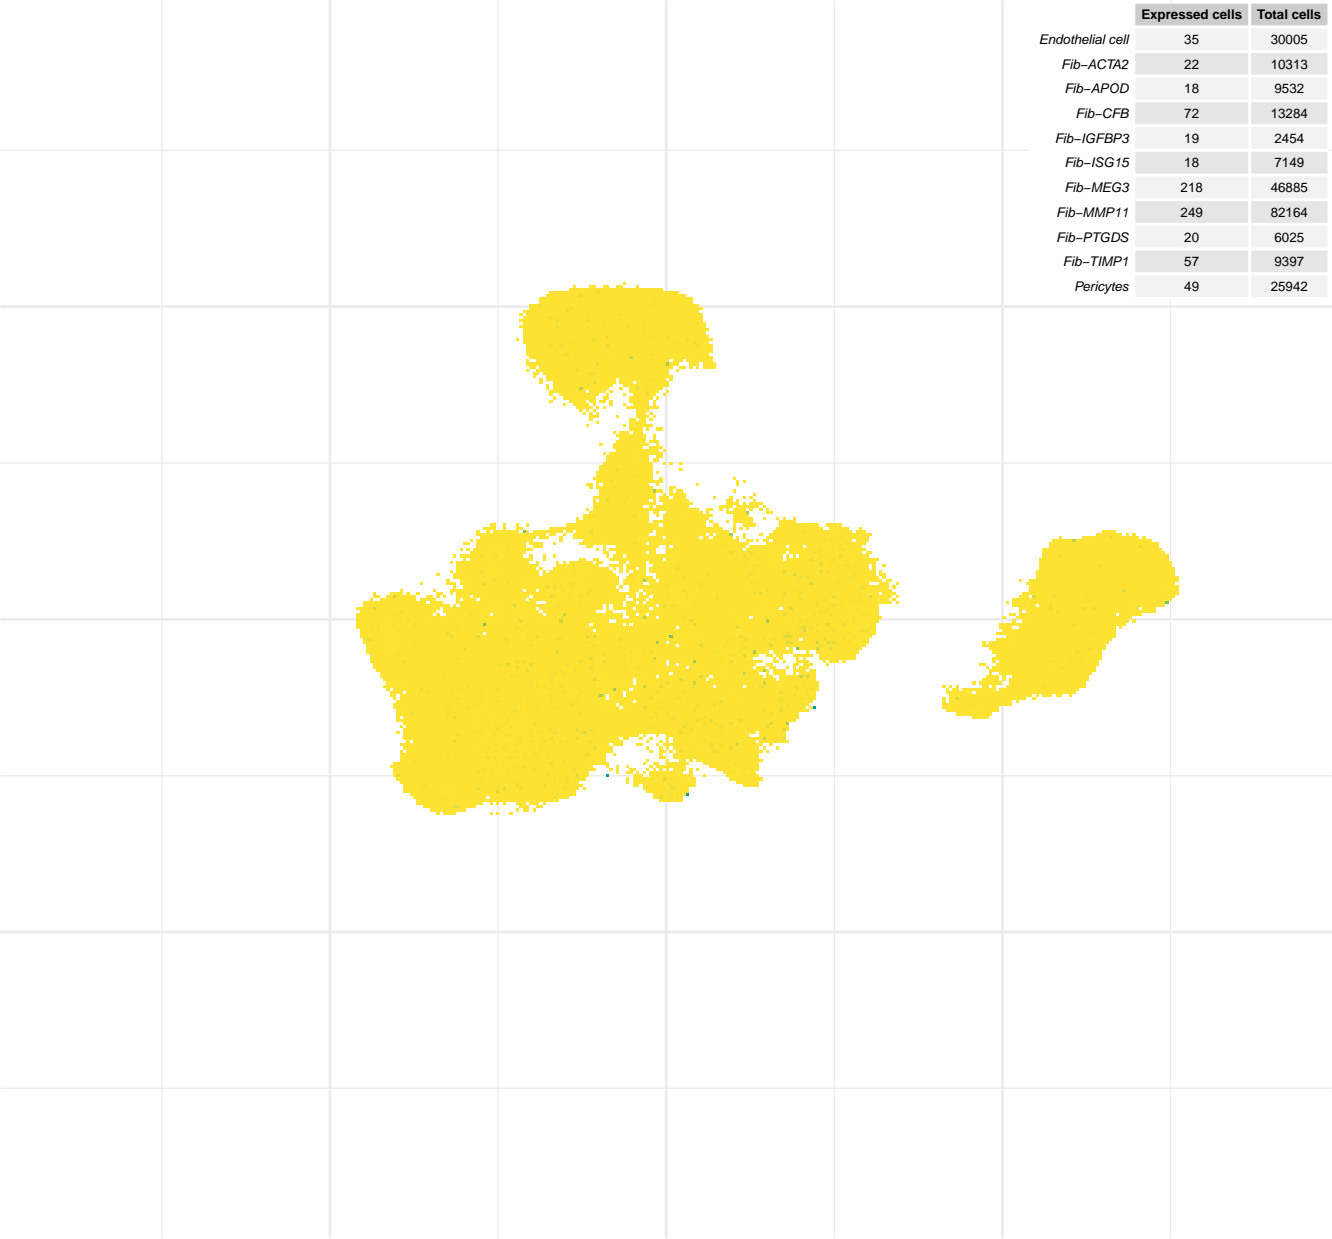 Expressed cells Total cells
Endothelial cell 35 30005
Fib−ACTA2 22 10313
Fib−APOD 18 9532
Fib−CFB 72 13284
Fib−IGFBP3 19 2454
Fib−ISG15 18 7149
Fib−MEG3 218 46885
Fib−MMP11 249 82164
Fib−PTGDS 20 6025
Fib−TIMP1 57 9397
Pericytes 49 25942